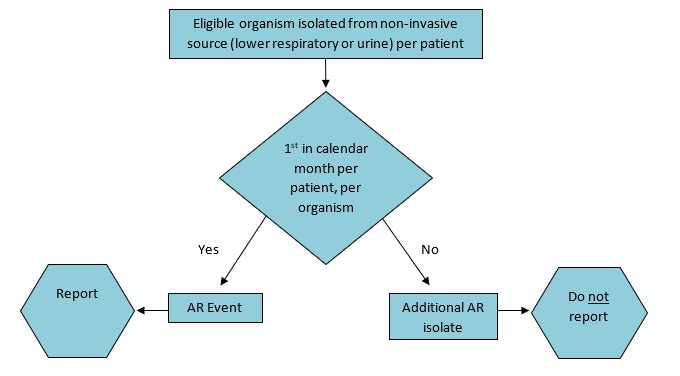 Eligible organism isolated from non-invasive
source (lower respiratory or urine) per patient
1st in calendar
month per
patient, per
organism
Yes
No
Report
AR Event
Additional AR
isolate
Do not
report